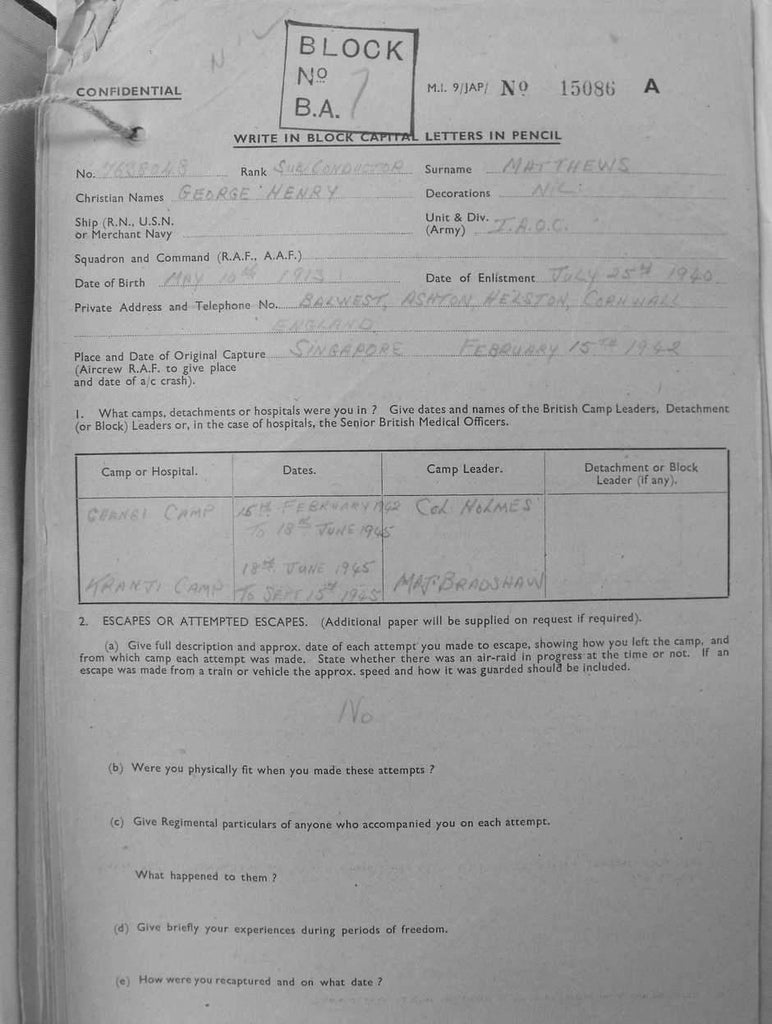 BLOCK
No
B.A. 7
CONFIDENTIAL
M.I. 9/JAP/ No 15086 A
WRITE IN BLOCK CAPITAL LETTERS IN PENCIL
No. 7638048 Rank SUB/CONDUCTOR Surname MATTHEWS
Christian Names GEORGE HENRY Decorations NIL
Ship (R.N., U.S.N. or Merchant Navy
Unit & Div. (Army) I.A.O.C.
Squadron and Command (R.A.F., A.A.F.)
Date of Birth MAY 10th 1913 Date of Enlistment JULY 25th 1940
Private Address and Telephone No. BALWEST, ASHTON, HELSTON, CORNWALL
ENGLAND
Place and Date of Original Capture SINGAPORE FEBRUARY 15TH 1942
(Aircrew R.A.F. to give place
and date of a/c crash).
1. What camps, detachments or hospitals were you in ? Give dates and names of the British Camp Leaders, Detachment
(or Block) Leaders or, in the case of hospitals, the Senior British Medical Officers.
Camp or Hospital. Dates. Camp Leader. Detachment or Block Leader (if any).
CHANGI CAMP 15th FEBRUARY 1942 COL HOLMES
TO 18th JUNE 1945
18th JUNE 1945
KRANJI CAMP TO SEPT 15th 1945 MAJ BRADSHAW
2. ESCAPES OR ATTEMPTED ESCAPES. (Additional paper will be supplied on request if required).
(a) Give full description and approx. date of each attempt you made to escape, showing how you left the camp, and
from which camp each attempt was made. State whether there was an air-raid in progress at the time or not. If an
escape was made from a train or vehicle the approx. speed and how it was guarded should be included.
No
(b) Were you physically fit when you made these attempts ?
(c) Give Regimental particulars of anyone who accompanied you on each attempt.
What happened to them ?
(d) Give briefly your experiences during periods of freedom.
(e) How were you recaptured and on what date ?